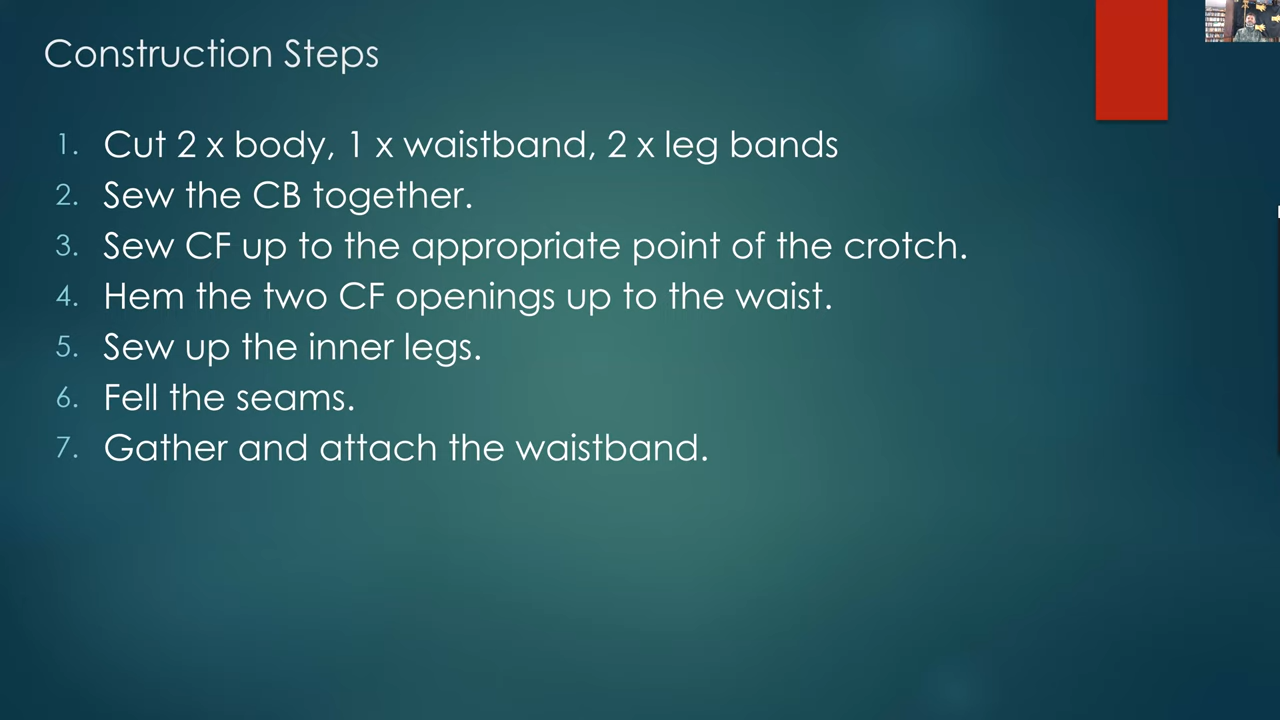 Construction Steps
1. Cut 2 x body, 1 x waistband, 2 x leg bands
2. Sew the CB together.
3. Sew CF up to the appropriate point of the crotch.
4. Hem the two CF openings up to the waist.
5. Sew up the inner legs.
6. Fell the seams.
7. Gather and attach the waistband.